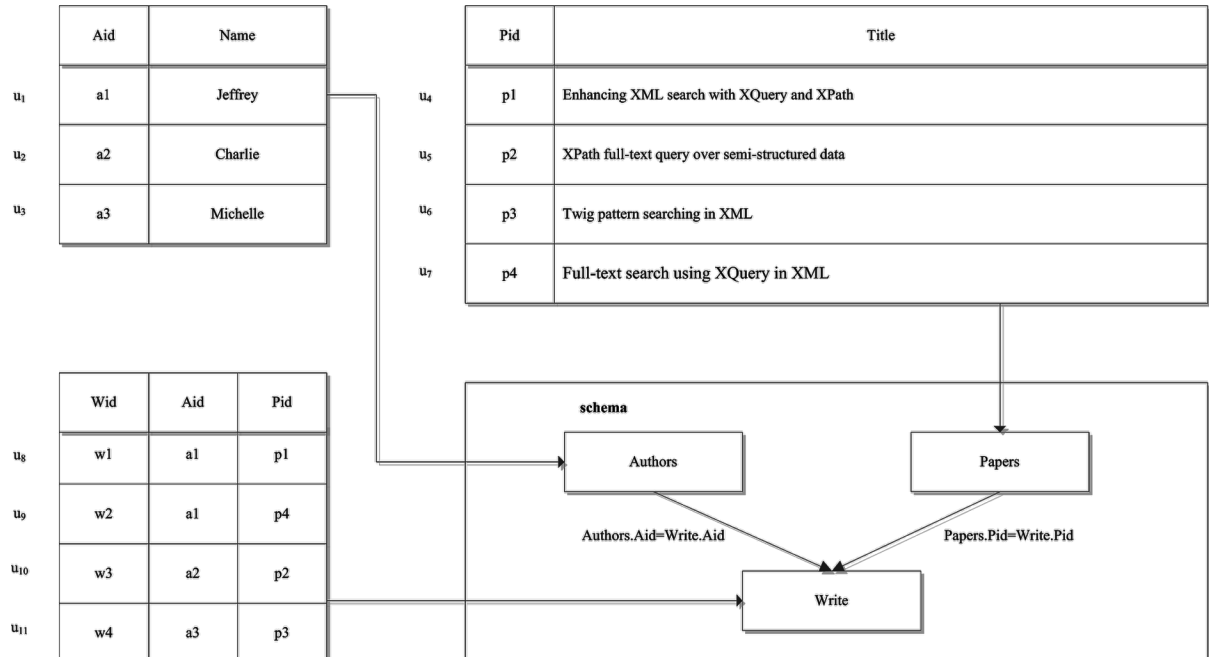 Aid Name
u1 a1 Jeffrey
u2 a2 Charlie
u3 a3 Michelle
Pid Title
u4 p1 Enhancing XML search with XQuery and XPath
u5 p2 XPath full-text query over semi-structured data
u6 p3 Twig pattern searching in XML
u7 p4 Full-text search using XQuery in XML
Wid Aid Pid
u8 w1 a1 p1
u9 w2 a1 p4
u10 w3 a2 p2
u11 w4 a3 p3
schema
Authors Papers
Authors.Aid=Write.Aid Papers.Pid=Write.Pid
Write